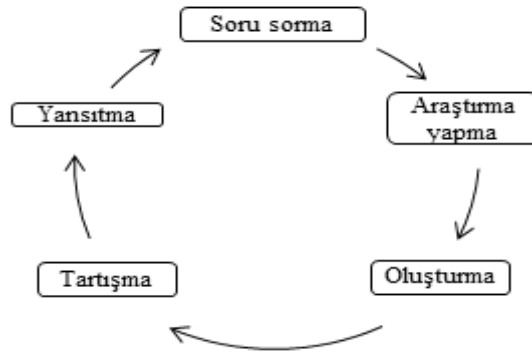 Soru sorma
Araştırma
yapma
Oluşturma
Tartışma
Yansıtma